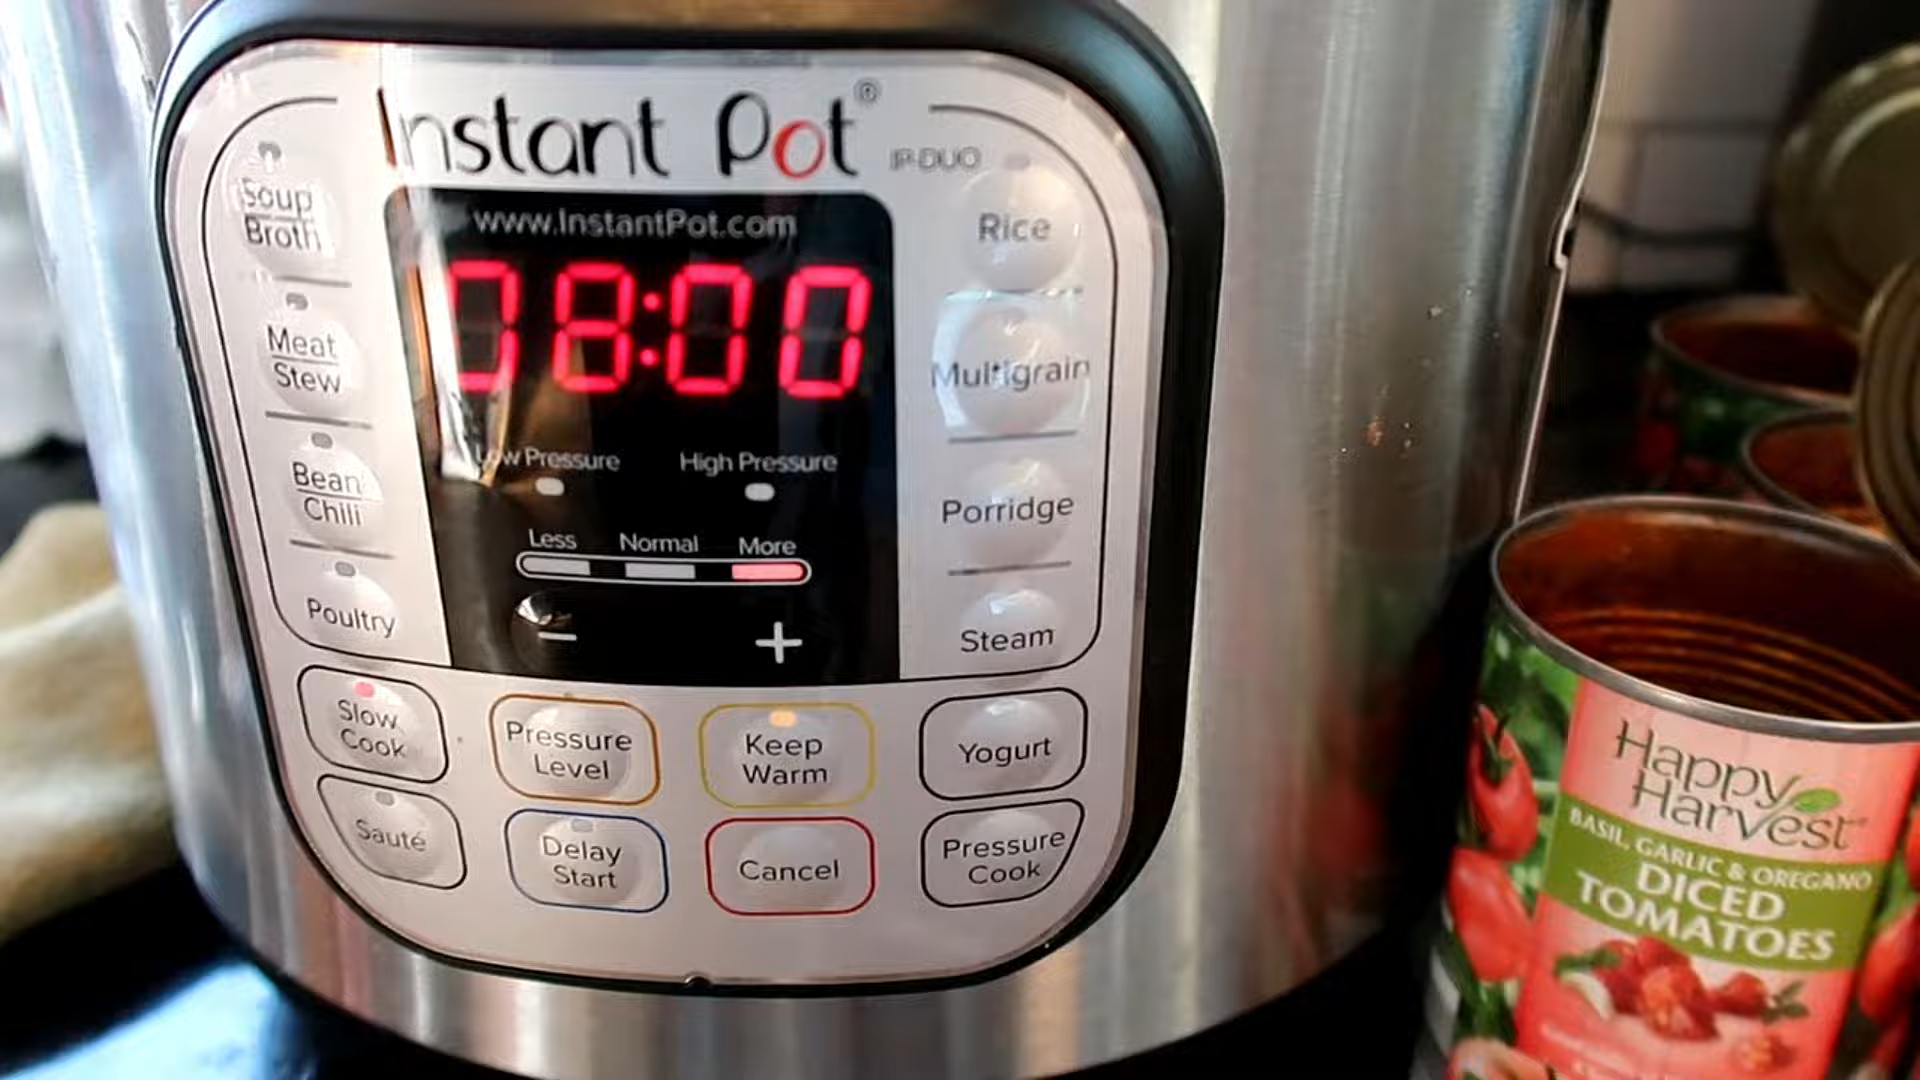 Instant Pot®
IP-DUO
www.InstantPot.com
08:00
Low Pressure
High Pressure
Less
Normal
More
−
+
Soup
Broth
Meat
Stew
Bean
Chili
Poultry
Rice
Multigrain
Porridge
Steam
Slow
Cook
Pressure
Level
Keep
Warm
Yogurt
Sauté
Delay
Start
Cancel
Pressure
Cook
Happy
Harvest
BASIL, GARLIC & OREGANO
DICED
TOMATOES